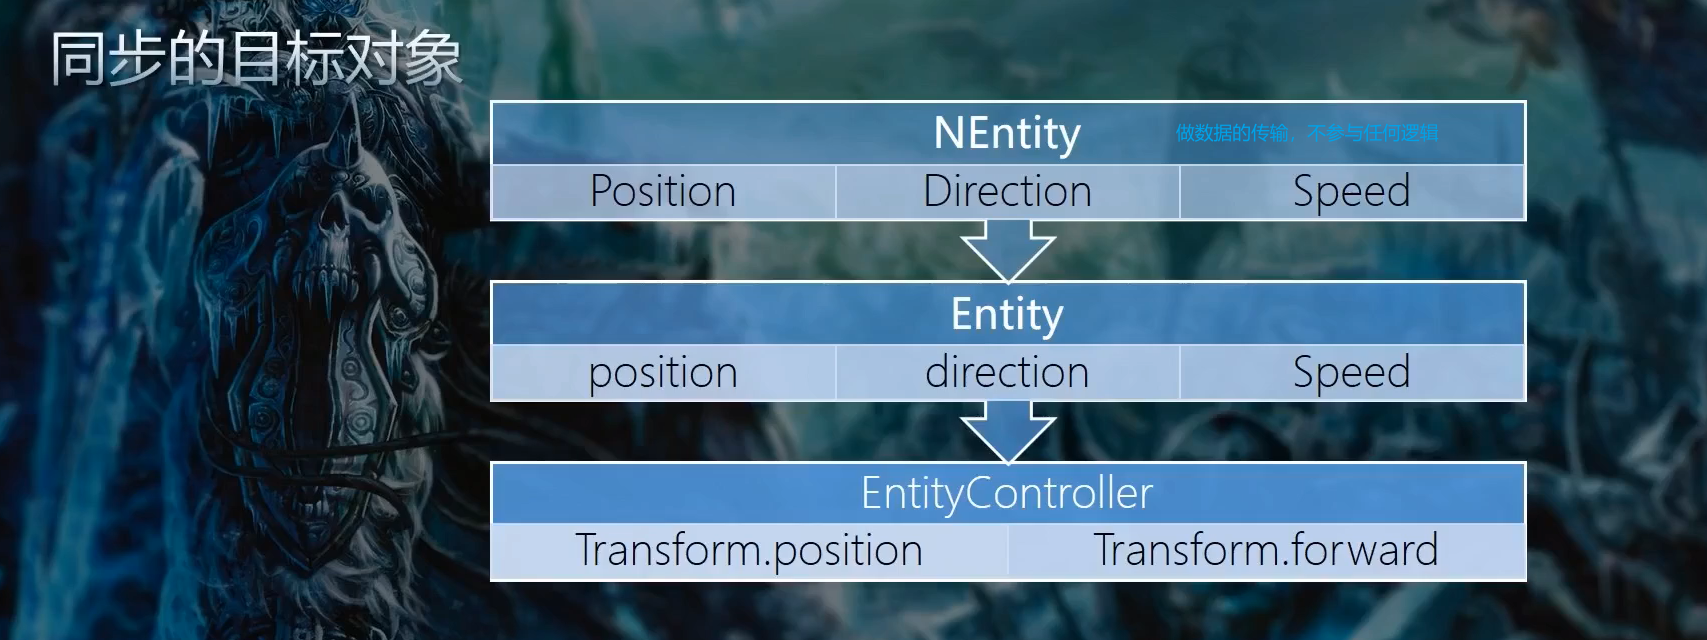 同步的目标对象
NEntity
做数据的传输，不参与任何逻辑
Position Direction Speed
Entity
position direction Speed
EntityController
Transform.position Transform.forward